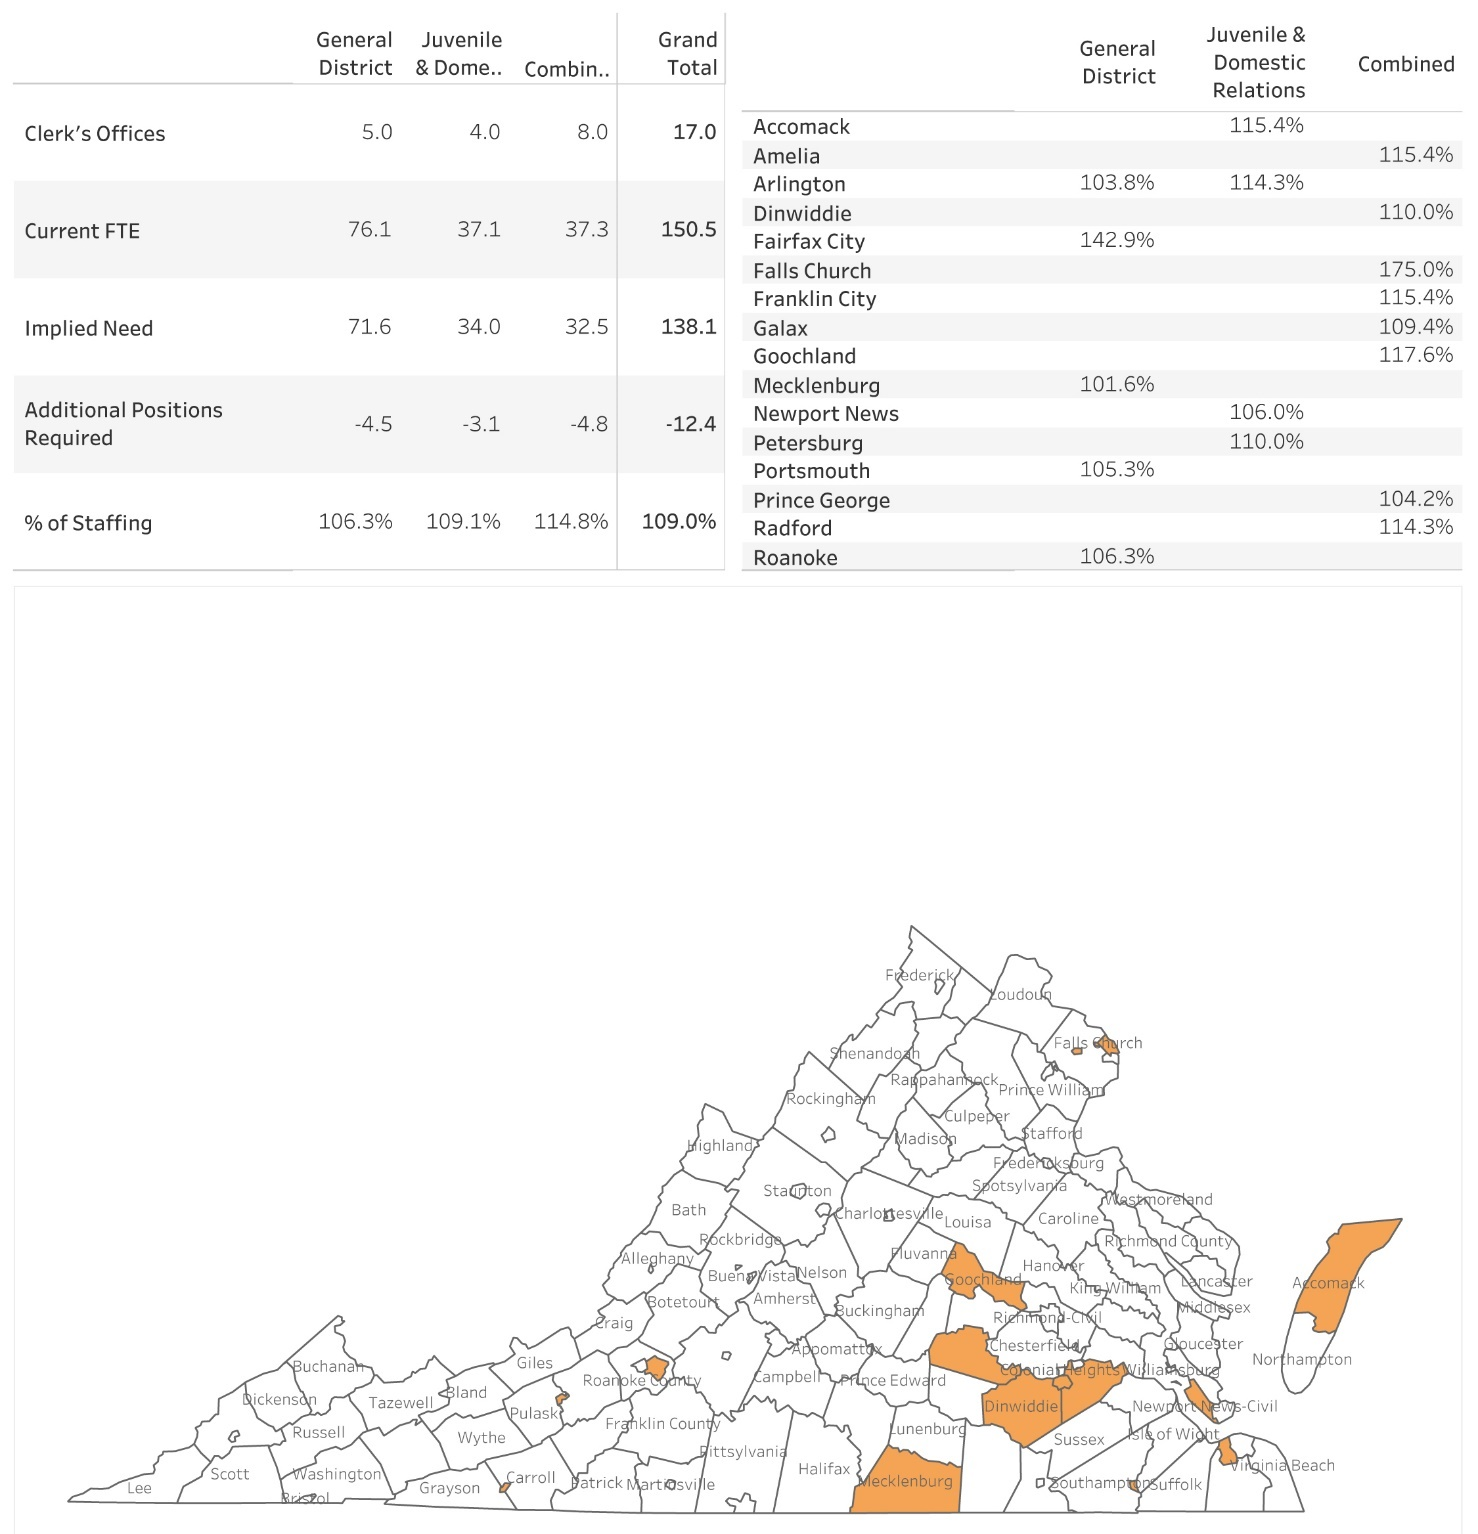 General District	Juvenile & Dome..	Combin..	Grand Total
Clerk's Offices	5.0	4.0	8.0	17.0
Current FTE	76.1	37.1	37.3	150.5
Implied Need	71.6	34.0	32.5	138.1
Additional Positions Required	-4.5	-3.1	-4.8	-12.4
% of Staffing	106.3%	109.1%	114.8%	109.0%
General District	Juvenile & Domestic Relations	Combined
Accomack	115.4%
Amelia	115.4%
Arlington	103.8%	114.3%
Dinwiddie	110.0%
Fairfax City	142.9%
Falls Church	175.0%
Franklin City	115.4%
Galax	109.4%
Goochland	117.6%
Mecklenburg	101.6%
Newport News	106.0%
Petersburg	110.0%
Portsmouth	105.3%
Prince George	104.2%
Radford	114.3%
Roanoke	106.3%
Frederick
Loudoun
Falls Church
Shenandoah
Rappahannock
Prince William
Rockingham
Culpeper
Stafford
Madison
Highland
Fredericksburg
Spotsylvania
Staunton
Westmoreland
Bath
Charlottesville
Louisa
Caroline
Rockbridge
Richmond County
Alleghany
Fluvanna
Hanover
Buena Vista
Nelson
Goochland
King William
Lancaster
Accomack
Botetourt
Amherst
Buckingham
Middlesex
Craig
Richmond-Civil
Appomattox
Chesterfield
Gloucester
Northampton
Buchanan
Giles
Roanoke County
Campbell
Prince Edward
Colonial Heights
Williamsburg
Dickenson
Tazewell
Bland
Pulaski
Dinwiddie
Newport News-Civil
Russell
Wythe
Franklin County
Lunenburg
Sussex
Isle of Wight
Pittsylvania
Halifax
Virginia Beach
Lee
Scott
Washington
Bristol
Grayson
Carroll
Patrick
Martinsville
Mecklenburg
Southampton
Suffolk